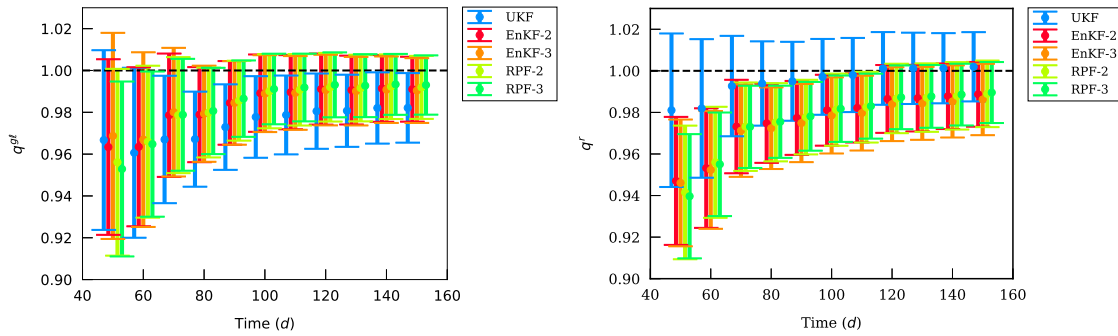 1.02
1.00
0.98
0.96
0.94
0.92
0.90
q^{gℓ}
40 60 80 100 120 140 160
Time (d)
UKF
EnKF-2
EnKF-3
RPF-2
RPF-3
1.02
1.00
0.98
0.96
0.94
0.92
0.90
q^r
40 60 80 100 120 140 160
Time (d)
UKF
EnKF-2
EnKF-3
RPF-2
RPF-3